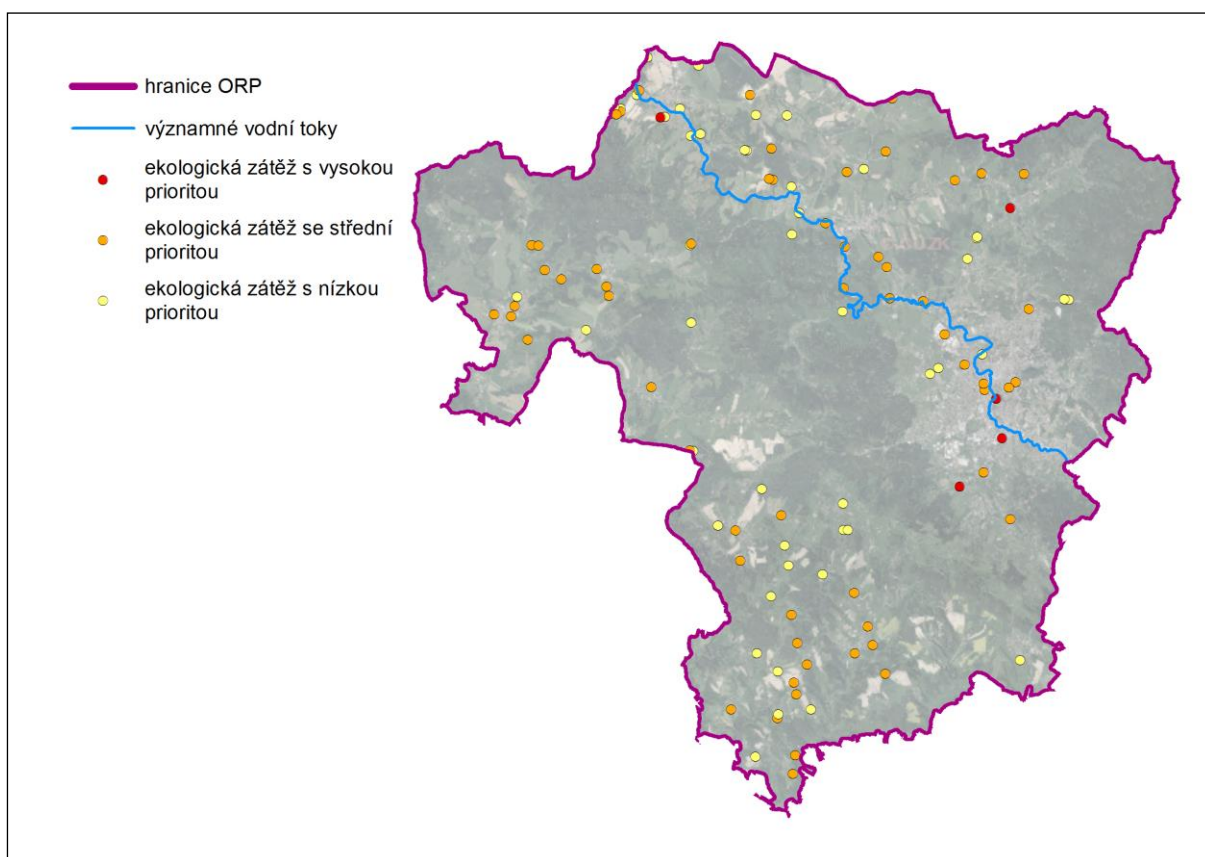 hranice ORP
významné vodní toky
ekologická zátěž s vysokou
prioritou
ekologická zátěž se střední
prioritou
ekologická zátěž s nízkou
prioritou